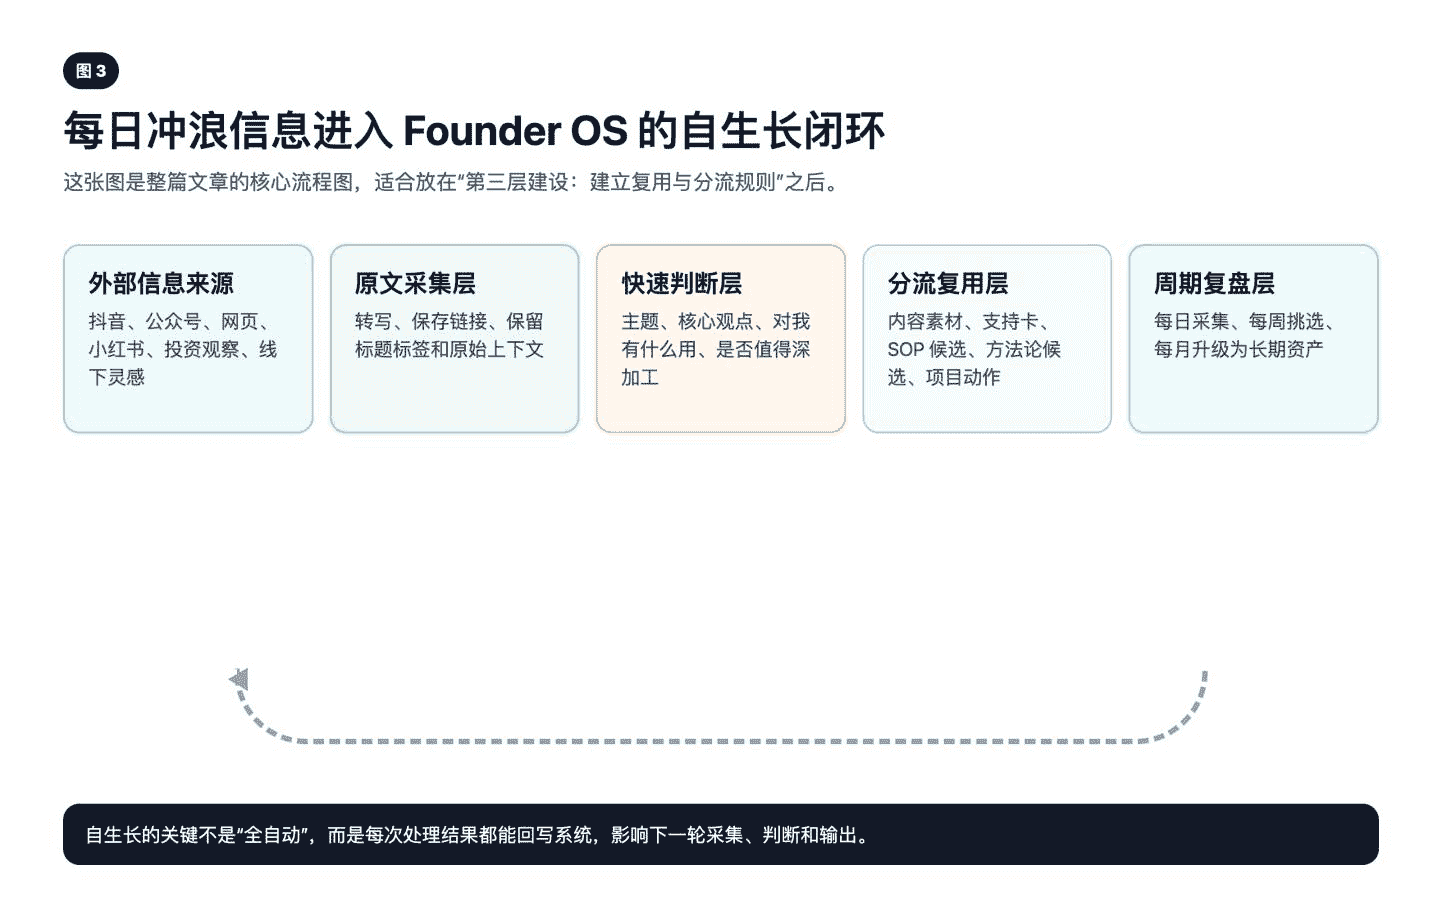 图 3
每日冲浪信息进入 Founder OS 的自生长闭环
这张图是整篇文章的核心流程图，适合放在“第三层建设：建立复用与分流规则”之后。
外部信息来源
抖音、公众号、网页、
小红书、投资观察、线
下灵感
原文采集层
转写、保存链接、保留
标题标签和原始上下文
快速判断层
主题、核心观点、对我
有什么用、是否值得深
加工
分流复用层
内容素材、支持卡、
SOP 候选、方法论候
选、项目动作
周期复盘层
每日采集、每周挑选、
每月升级为长期资产
自生长的关键不是“全自动”，而是每次处理结果都能回写系统，影响下一轮采集、判断和输出。